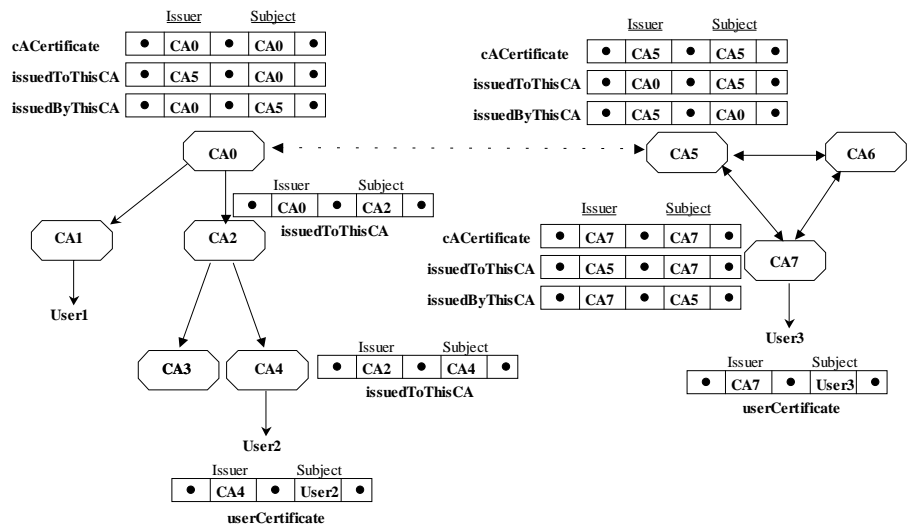 Issuer Subject
cACertificate ● CA0 ● CA0 ●
issuedToThisCA ● CA5 ● CA0 ●
issuedByThisCA ● CA0 ● CA5 ●
Issuer Subject
cACertificate ● CA5 ● CA5 ●
issuedToThisCA ● CA0 ● CA5 ●
issuedByThisCA ● CA5 ● CA0 ●
CA0
CA5
CA6
Issuer Subject
● CA0 ● CA2 ●
issuedToThisCA
CA1
CA2
User1
Issuer Subject
cACertificate ● CA7 ● CA7 ●
issuedToThisCA ● CA5 ● CA7 ●
issuedByThisCA ● CA7 ● CA5 ●
CA7
User3
Issuer Subject
● CA7 ● User3 ●
userCertificate
CA3
CA4
Issuer Subject
● CA2 ● CA4 ●
issuedToThisCA
User2
Issuer Subject
● CA4 ● User2 ●
userCertificate